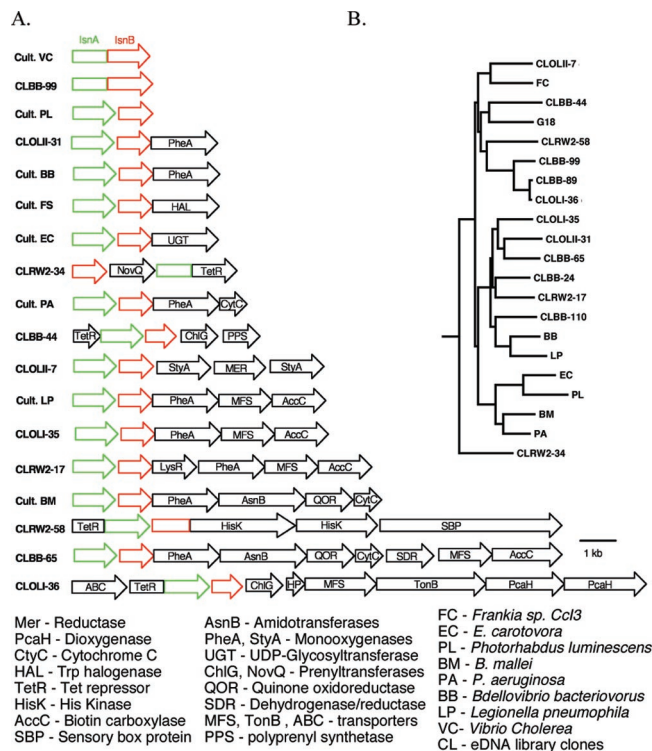 A.
B.
IsnA IsnB
Cult. VC
CLBB-99
Cult. PL
CLOLII-31 PheA
Cult. BB PheA
Cult. FS HAL
Cult. EC UGT
CLRW2-34 NovQ TetR
Cult. PA PheA CytC
CLBB-44 TetR ChlG PPS
CLOLII-7 StyA MER StyA
Cult. LP PheA MFS AccC
CLOLI-35 PheA MFS AccC
CLRW2-17 LysR PheA MFS AccC
Cult. BM PheA AsnB QOR CytC
CLRW2-58 TetR HisK HisK SBP
CLBB-65 PheA AsnB QOR CytC SDR MFS AccC
CLOLI-36 ABC TetR ChlG HP MFS TonB PcaH PcaH
CLOLII-7
FC
CLBB-44
G18
CLRW2-58
CLBB-99
CLBB-89
CLOLI-36
CLOLI-35
CLOLII-31
CLBB-65
CLBB-24
CLRW2-17
CLBB-110
BB
LP
EC
PL
BM
PA
CLRW2-34
1 kb
Mer - Reductase
PcaH - Dioxygenase
CtyC - Cytochrome C
HAL - Trp halogenase
TetR - Tet repressor
HisK - His Kinase
AccC - Biotin carboxylase
SBP - Sensory box protein
AsnB - Amidotransferases
PheA, StyA - Monooxygenases
UGT - UDP-Glycosyltransferase
ChlG, NovQ - Prenyltransferases
QOR - Quinone oxidoreductase
SDR - Dehydrogenase/reductase
MFS, TonB , ABC - transporters
PPS - polyprenyl synthetase
FC - Frankia sp. CcI3
EC - E. carotovora
PL - Photorhabdus luminescens
BM - B. mallei
PA - P. aeruginosa
BB - Bdellovibrio bacteriovorus
LP - Legionella pneumophila
VC- Vibrio Cholerea
CL - eDNA library clones